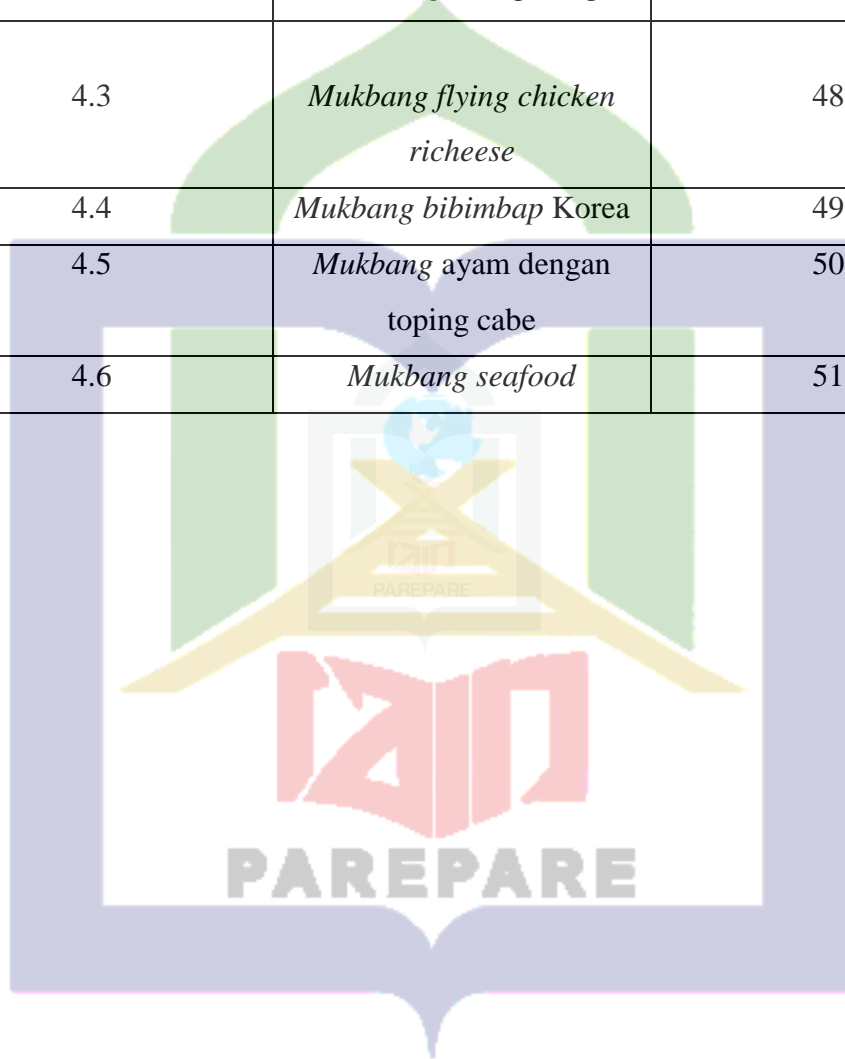 4.3 Mukbang flying chicken 48
richeese
4.4 Mukbang bibimbap Korea 49
4.5 Mukbang ayam dengan 50
toping cabe
4.6 Mukbang seafood 51
PAREPARE
PAREPARE